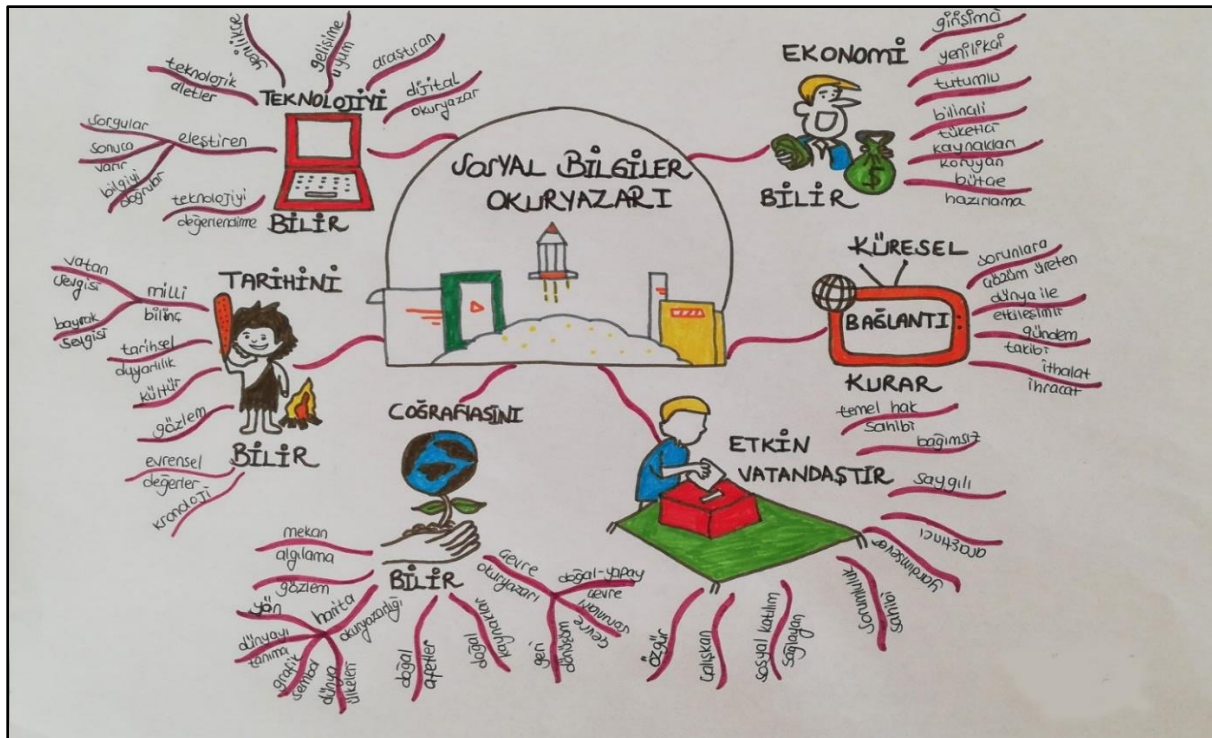 SOSYAL BİLGİLER
OKURYAZARI
TEKNOLOJİYİ
BİLİR
yenilikçe
gelişime
uyum
araştıran
dijital
okuryazar
teknolojik
aletler
eleştiren
sorgular
sonuca
varır
bilgiyi
doğrular
teknolojiyi
değerlendirme
EKONOMİ
BİLİR
$
girişimci
yenilikçi
tutumlu
bilinçli
tüketici
kaynakları
koruyan
bütçe
hazırlama
KÜRESEL
BAĞLANTI
KURAR
sorunlara
çözüm üreten
dünya ile
etkileşimli
gündem
takibi
ithalat
ihracat
TARİHİNİ
BİLİR
milli
bilinç
vatan
sevgisi
bayrak
sevgisi
tarihsel
duyarlılık
kültür
gözlem
evrensel
değerler
kronoloji
COĞRAFYASINI
BİLİR
mekan
algılama
gözlem
harita
okuryazarlığı
yön
dünyayı
tanıma
grafik
sembol
dünya
ülkeleri
doğal
afetler
doğal
kaynaklar
çevre
okuryazarı
doğal-yapay
çevre
çevre
sorunları
geri
dönüşüm
ETKİN
VATANDAŞTIR
temel hak
sahibi
bağımsız
saygılı
araştırıcı
yardımsever
sorumluluk
sahibi
sosyal katılım
sağlayan
çalışkan
özgür